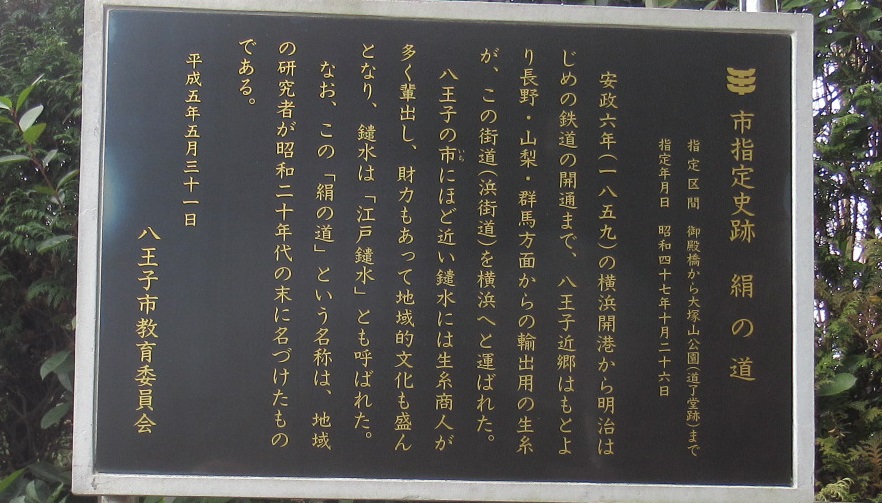 市指定史跡 絹の道
指定区間 御殿橋から大塚山公園(道了堂跡)まで
指定年月日 昭和四十七年十月二十六日
安政六年(一八五九)の横浜開港から明治は
じめの鉄道の開通まで、八王子近郷はもとよ
り長野・山梨・群馬方面からの輸出用の生糸
が、この街道(浜街道)を横浜へと運ばれた。
八王子の市にほど近い鑓水には生糸商人が
多く輩出し、財力もあって地域的文化も盛ん
となり、鑓水は「江戸鑓水」とも呼ばれた。
なお、この「絹の道」という名称は、地域
の研究者が昭和二十年代の末に名づけたもの
である。
平成五年五月三十一日
八王子市教育委員会